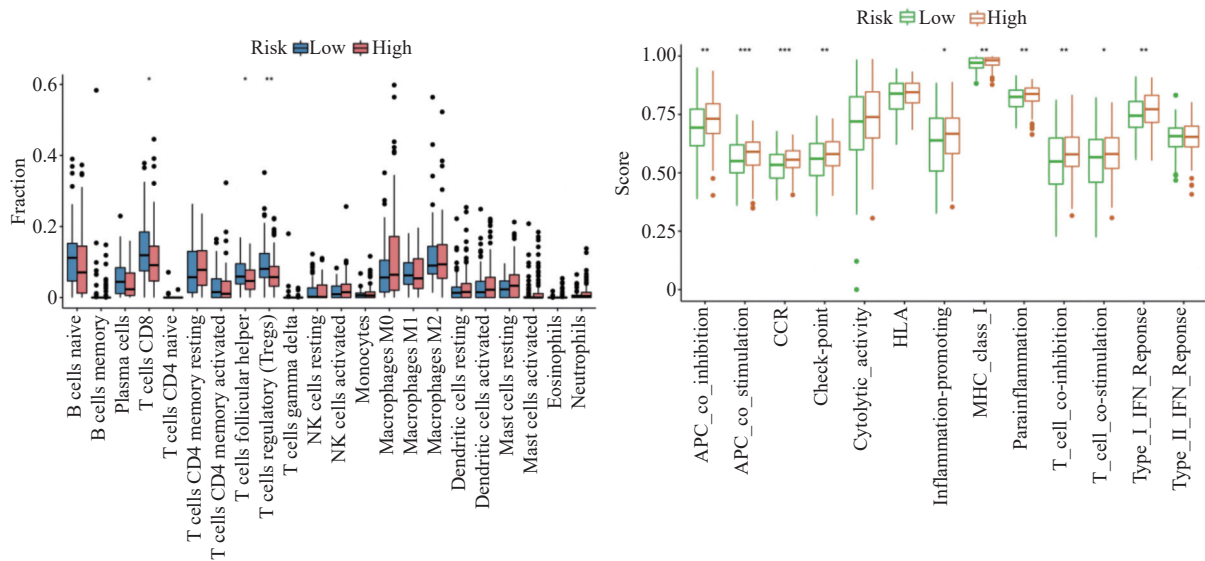 Risk Low High
Fraction
0.6
0.4
0.2
0
* * **
B cells naive
B cells memory
Plasma cells
T cells CD8
T cells CD4 naive
T cells CD4 memory resting
T cells CD4 memory activated
T cells follicular helper
T cells regulatory (Tregs)
T cells gamma delta
NK cells resting
NK cells activated
Monocytes
Macrophages M0
Macrophages M1
Macrophages M2
Dendritic cells resting
Dendritic cells activated
Mast cells resting
Mast cells activated
Eosinophils
Neutrophils
Risk Low High
Score
1.00
0.75
0.50
0.25
0
** *** *** ** * ** ** ** * **
APC_co_inhibition
APC_co_stimulation
CCR
Check-point
Cytolytic_activity
HLA
Inflammation-promoting
MHC_class_I
Parainflammation
T_cell_co-inhibition
T_cell_co-stimulation
Type_I_IFN_Reponse
Type_II_IFN_Reponse